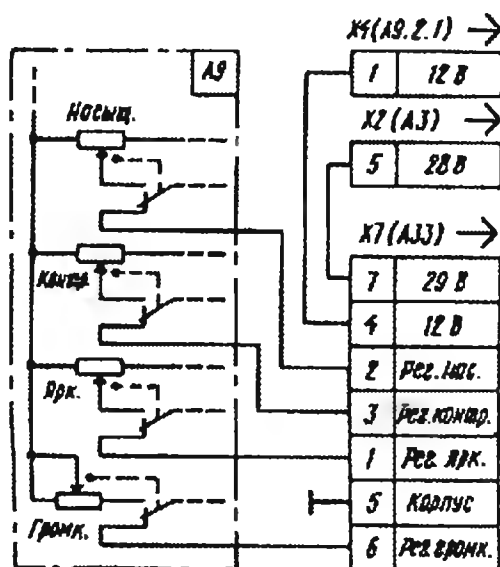 X4(A9.2.1)
A9
1 12 В
Насыщ.
X2(A3)
5 28 В
X7(A33)
Контр.
7 29 В
4 12 В
2 Рег.нас.
Ярк.
3 Рег.контр.
1 Рег. ярк.
5 Корпус
Громк.
6 Рег.громк.